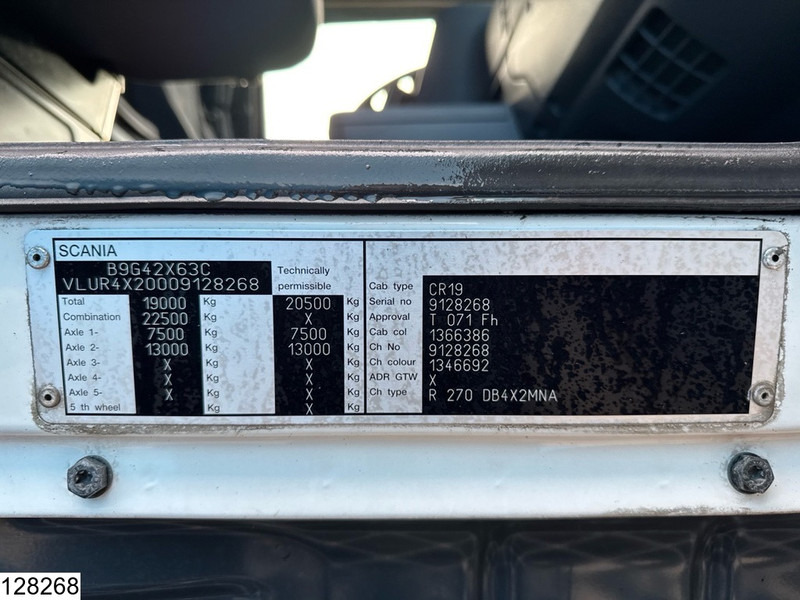 SCANIA
B9G42X63C
VLUR4X20009128268
Technically
permissible
Total 19000 Kg 20500 Kg
Combination 22500 Kg X Kg
Axle 1- 7500 Kg 7500 Kg
Axle 2- 13000 Kg 13000 Kg
Axle 3- X Kg X Kg
Axle 4- X Kg X Kg
Axle 5- X Kg X Kg
5 th wheel Kg X Kg
Cab type CR19
Serial no 9128268
Approval T 071 Fh
Cab col 1366386
Ch No 9128268
Ch colour 1346692
ADR GTW X
Ch type R 270 DB4X2MNA
128268